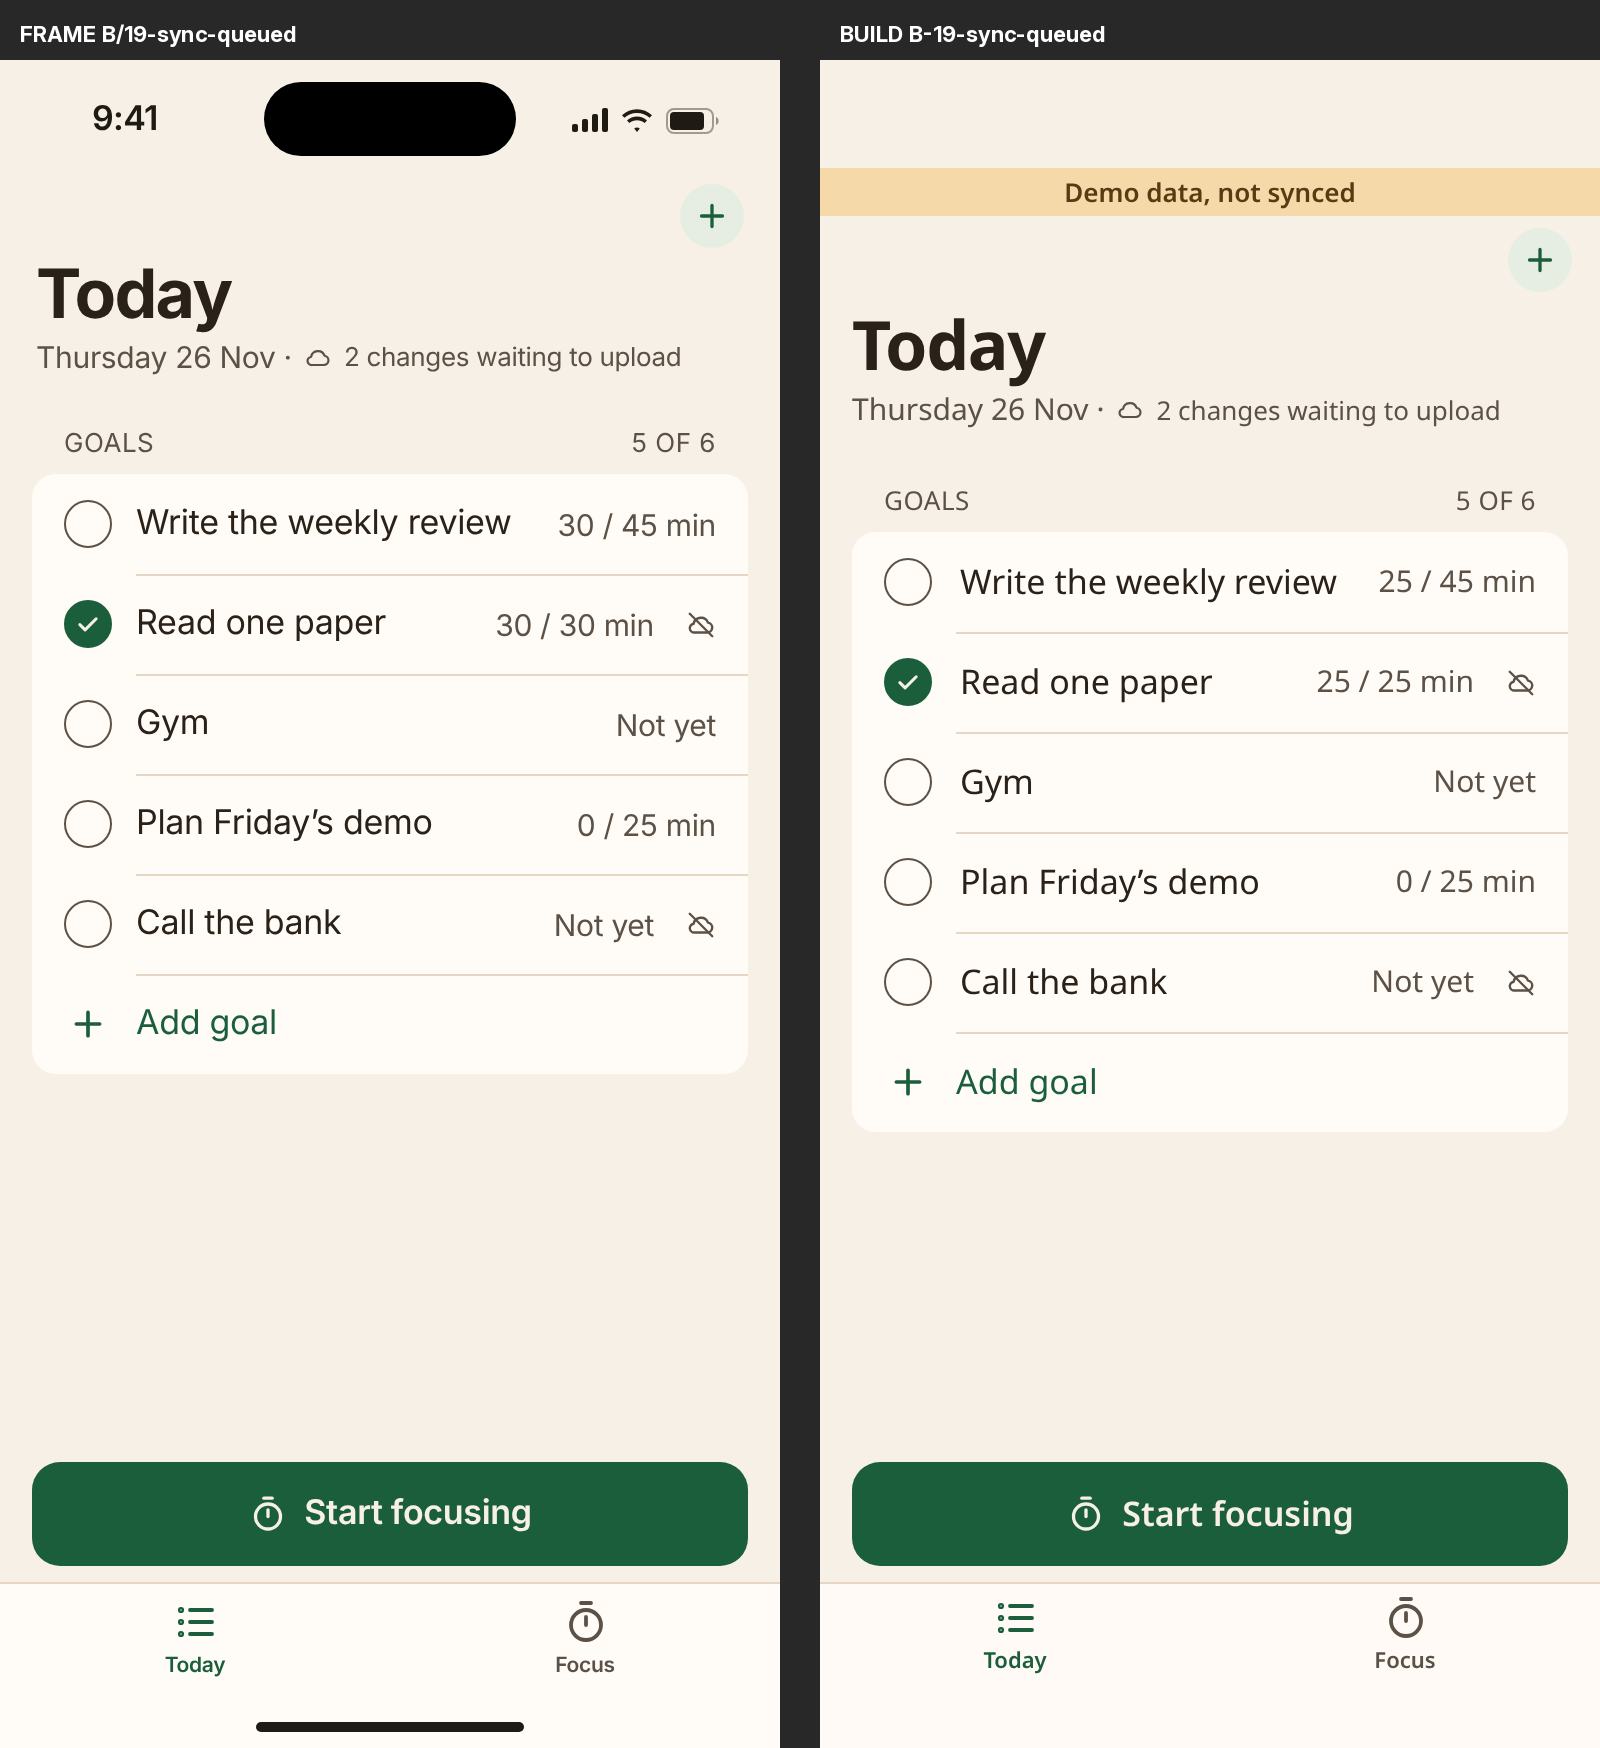 FRAME B/19-sync-queued
9:41
Today
Thursday 26 Nov · 2 changes waiting to upload
GOALS 5 OF 6
Write the weekly review 30 / 45 min
Read one paper 30 / 30 min
Gym Not yet
Plan Friday’s demo 0 / 25 min
Call the bank Not yet
Add goal
Start focusing
Today Focus
BUILD B-19-sync-queued
Demo data, not synced
Today
Thursday 26 Nov · 2 changes waiting to upload
GOALS 5 OF 6
Write the weekly review 25 / 45 min
Read one paper 25 / 25 min
Gym Not yet
Plan Friday’s demo 0 / 25 min
Call the bank Not yet
Add goal
Start focusing
Today Focus